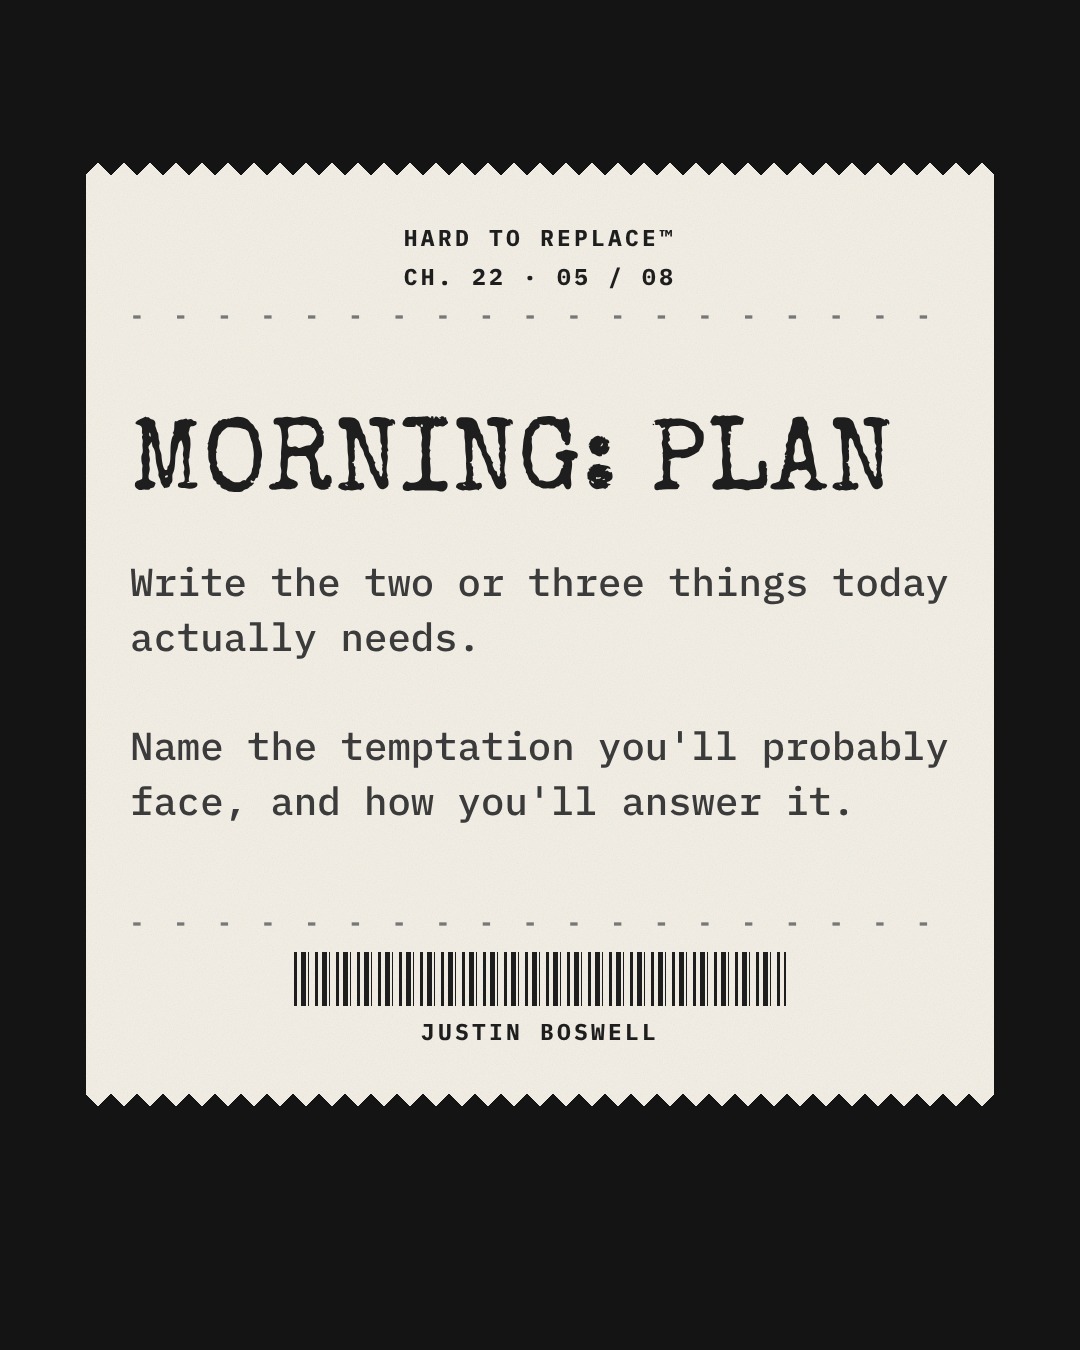 HARD TO REPLACE™
CH. 22 · 05 / 08
- - - - - - - - - - - - - - - - - - -
MORNING: PLAN
Write the two or three things today
actually needs.
Name the temptation you'll probably
face, and how you'll answer it.
- - - - - - - - - - - - - - - - - - -
JUSTIN BOSWELL